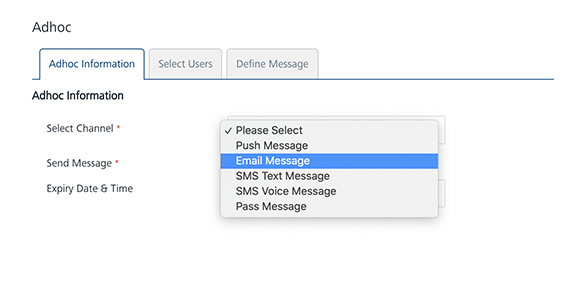 Adhoc
Adhoc Information Select Users Define Message
Adhoc Information
Select Channel *
✓ Please Select
Push Message
Email Message
SMS Text Message
SMS Voice Message
Pass Message
Send Message *
Expiry Date & Time